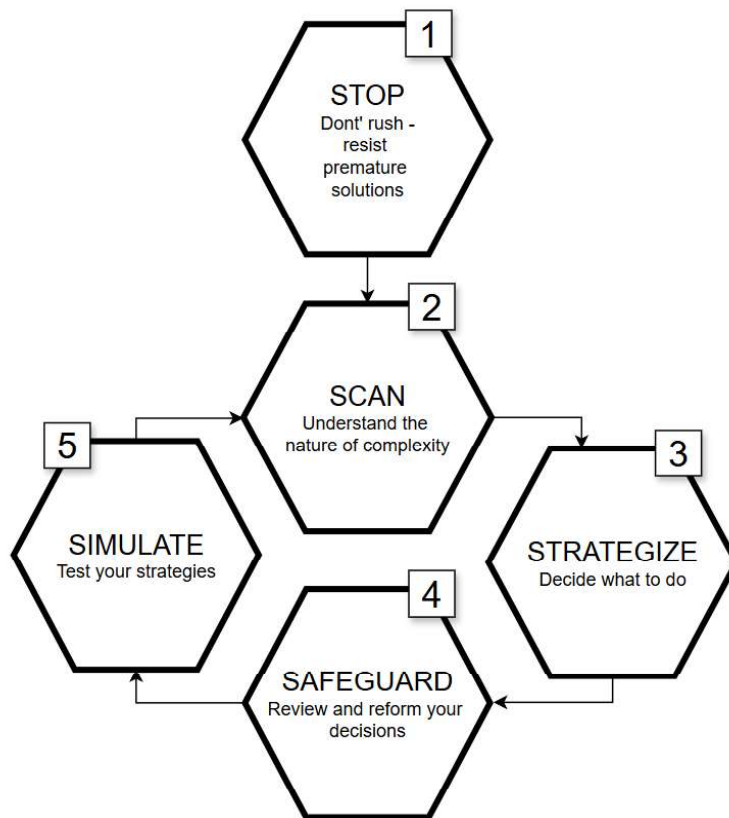 1
STOP
Dont' rush -
resist
premature
solutions
2
SCAN
Understand the
nature of complexity
3
STRATEGIZE
Decide what to do
4
SAFEGUARD
Review and reform your
decisions
5
SIMULATE
Test your strategies